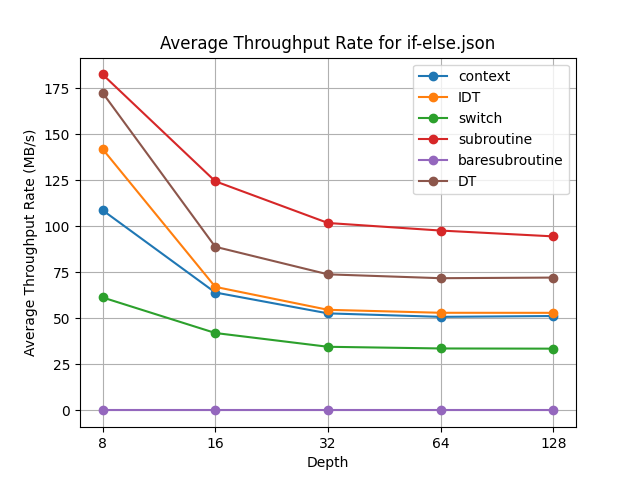 Average Throughput Rate for if-else.json
Average Throughput Rate (MB/s)
175
150
125
100
75
50
25
0
context
IDT
switch
subroutine
baresubroutine
DT
8 16 32 64 128
Depth